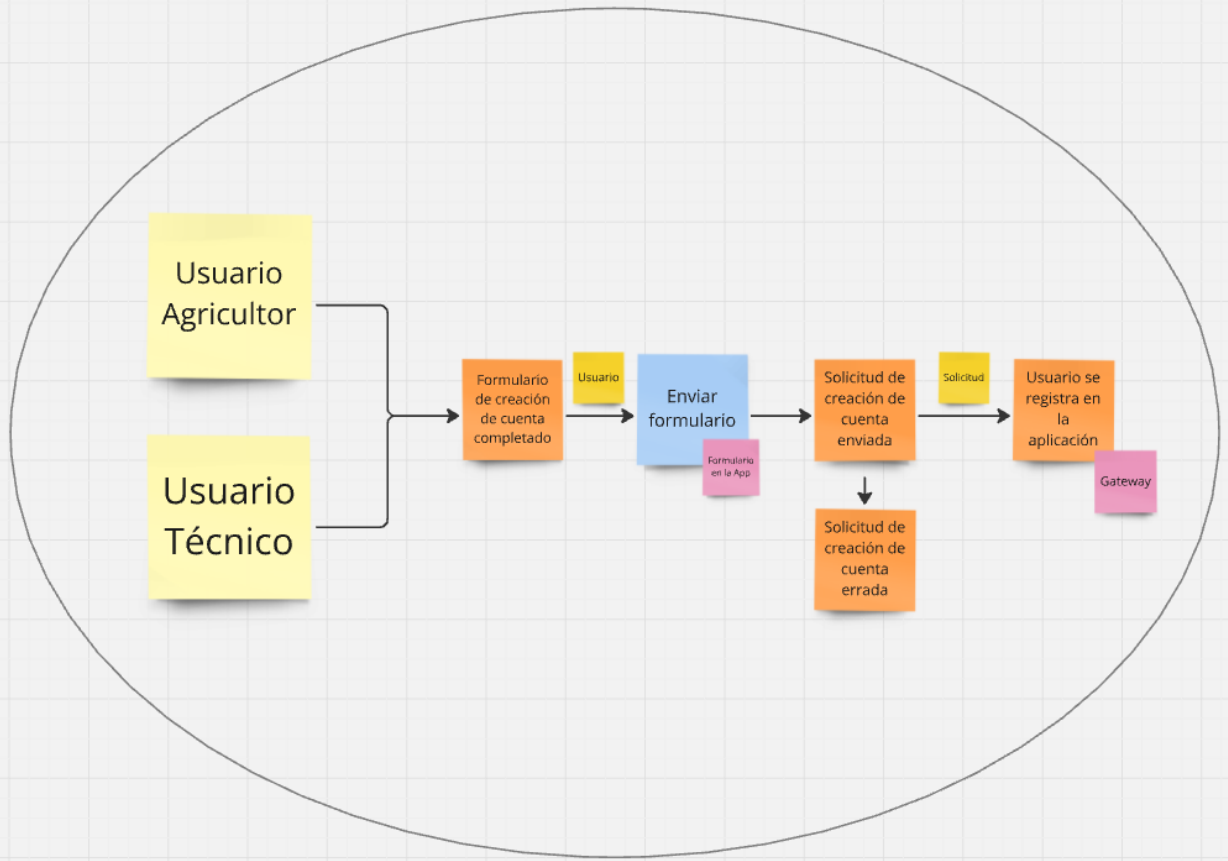 Usuario
Agricultor
Usuario
Técnico
Formulario
de creación
de cuenta
completado
Usuario
Enviar
formulario
Formulario
en la App
Solicitud de
creación de
cuenta
enviada
Solicitud de
creación de
cuenta
errada
Solicitud
Usuario se
registra en
la
aplicación
Gateway